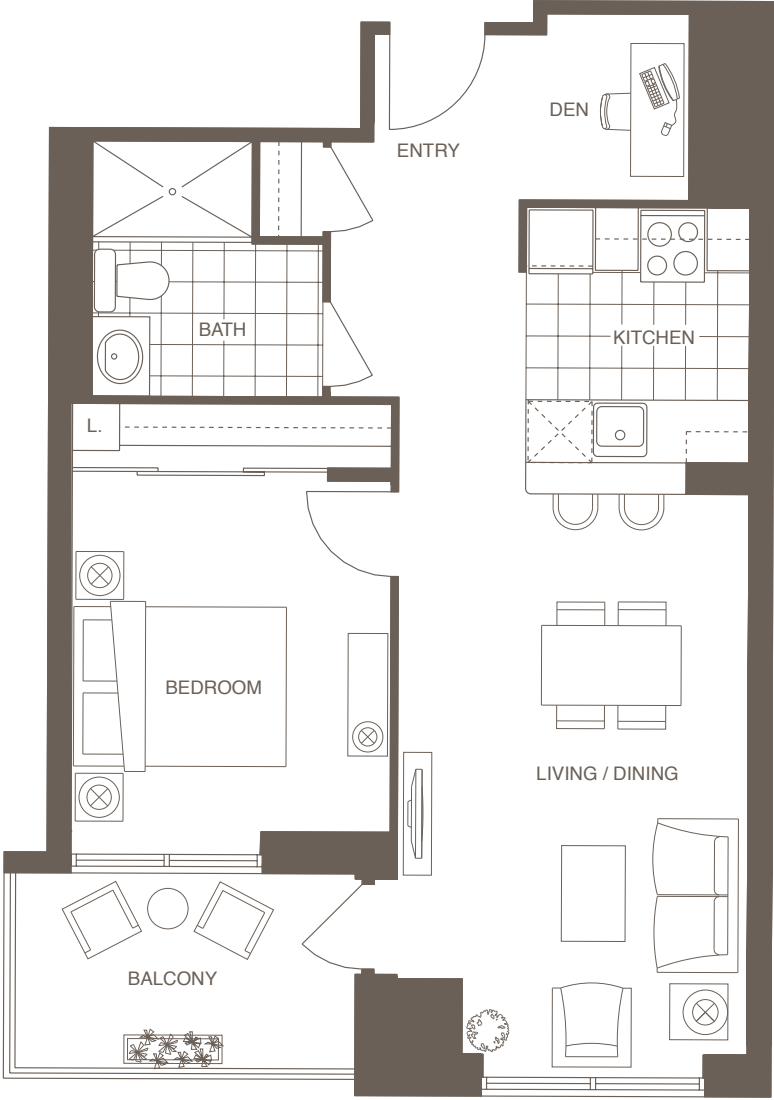 DEN
ENTRY
BATH
KITCHEN
L.
BEDROOM
LIVING / DINING
BALCONY